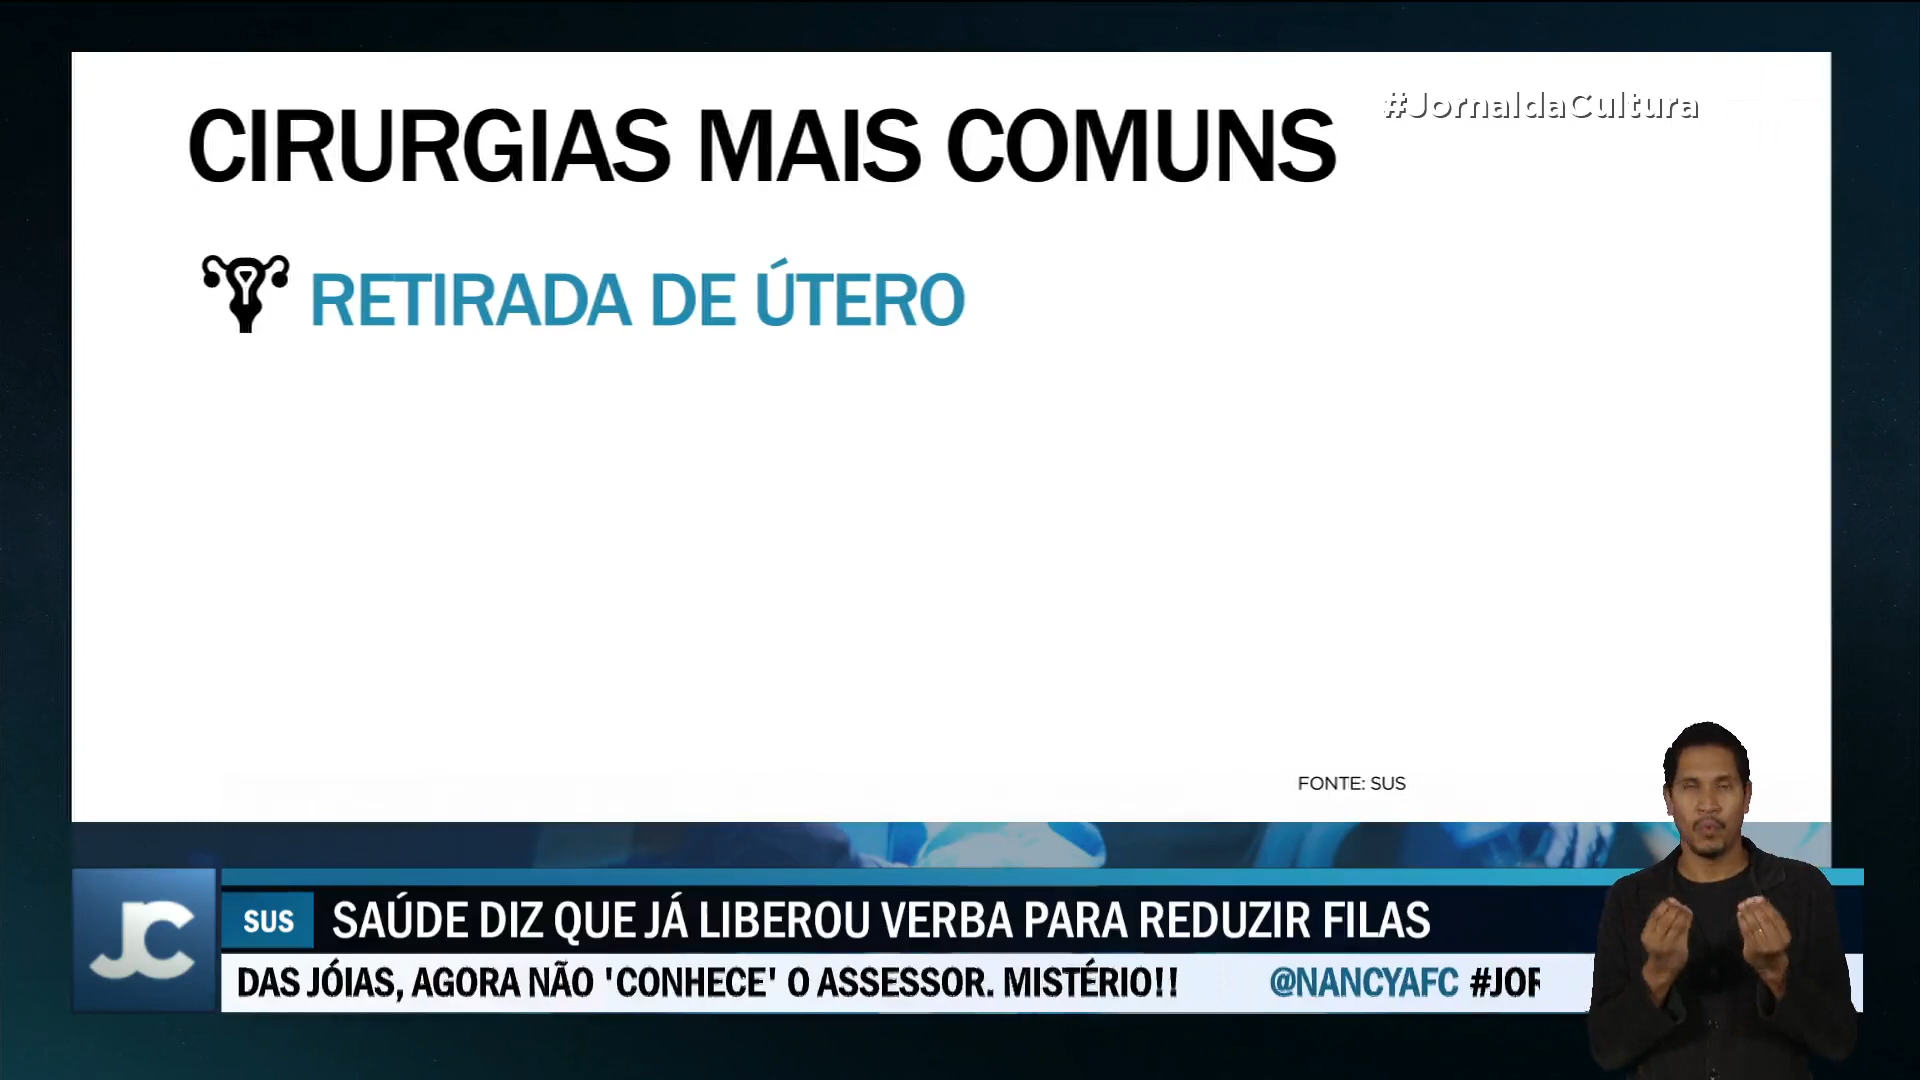 CIRURGIAS MAIS COMUNS
#JornaldaCultura
RETIRADA DE ÚTERO
FONTE: SUS
JC
SUS
SAÚDE DIZ QUE JÁ LIBEROU VERBA PARA REDUZIR FILAS
DAS JÓIAS, AGORA NÃO 'CONHECE' O ASSESSOR. MISTÉRIO!! @NANCYAFC #JOR